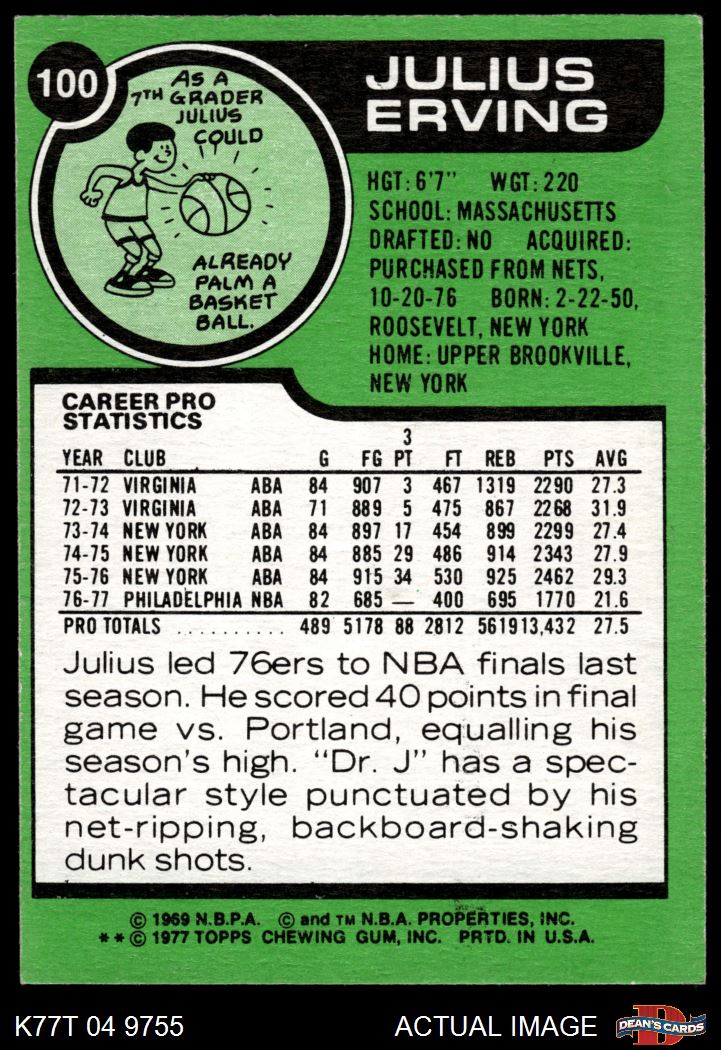 100
AS A
7TH GRADER
JULIUS
COULD
ALREADY
PALM A
BASKET
BALL.
JULIUS
ERVING
HGT: 6'7" WGT: 220
SCHOOL: MASSACHUSETTS
DRAFTED: NO ACQUIRED:
PURCHASED FROM NETS,
10-20-76 BORN: 2-22-50,
ROOSEVELT, NEW YORK
HOME: UPPER BROOKVILLE,
NEW YORK
CAREER PRO
STATISTICS
3
YEAR CLUB G FG PT FT REB PTS AVG
71-72 VIRGINIA ABA 84 907 3 467 1319 2290 27.3
72-73 VIRGINIA ABA 71 889 5 475 867 2268 31.9
73-74 NEW YORK ABA 84 897 17 454 899 2299 27.4
74-75 NEW YORK ABA 84 885 29 486 914 2343 27.9
75-76 NEW YORK ABA 84 915 34 530 925 2462 29.3
76-77 PHILADELPHIA NBA 82 685 — 400 695 1770 21.6
PRO TOTALS .......... 489 5178 88 2812 5619 13,432 27.5
Julius led 76ers to NBA finals last
season. He scored 40 points in final
game vs. Portland, equalling his
season's high. "Dr. J" has a spec-
tacular style punctuated by his
net-ripping, backboard-shaking
dunk shots.
© 1969 N.B.P.A. © and TM N.B.A. PROPERTIES, INC.
** © 1977 TOPPS CHEWING GUM, INC. PRTD. IN U.S.A.
K77T 04 9755
ACTUAL IMAGE
D
DEAN'S CARDS